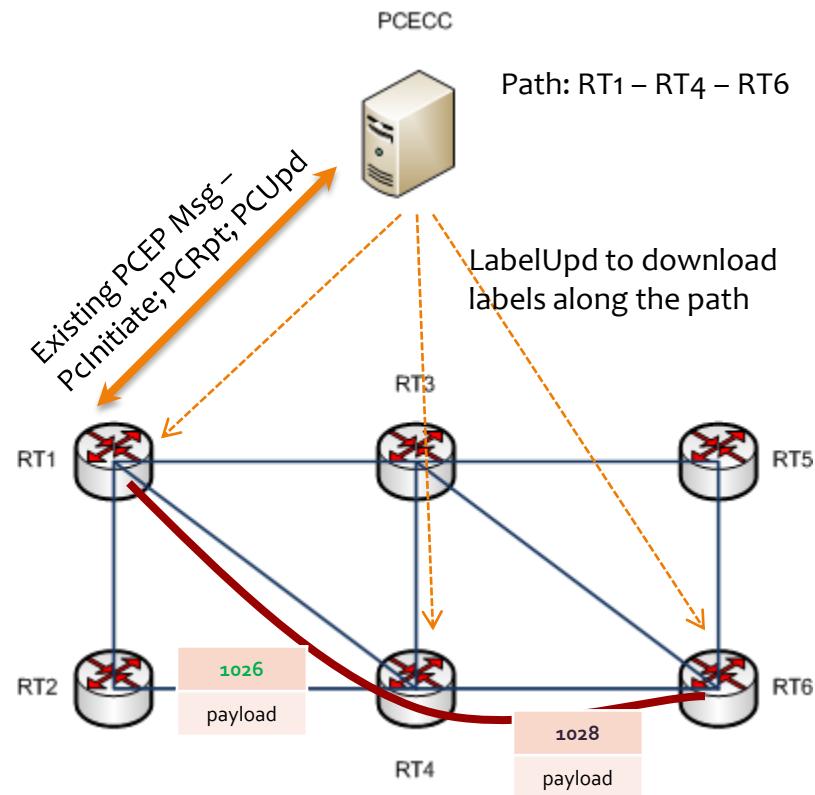 PCECC
Path: RT1 – RT4 – RT6
Existing PCEP Msg –
PcInitiate; PCRpt; PCUpd
LabelUpd to download
labels along the path
RT3
RT1
RT5
RT2
1026
payload
RT6
1028
payload
RT4